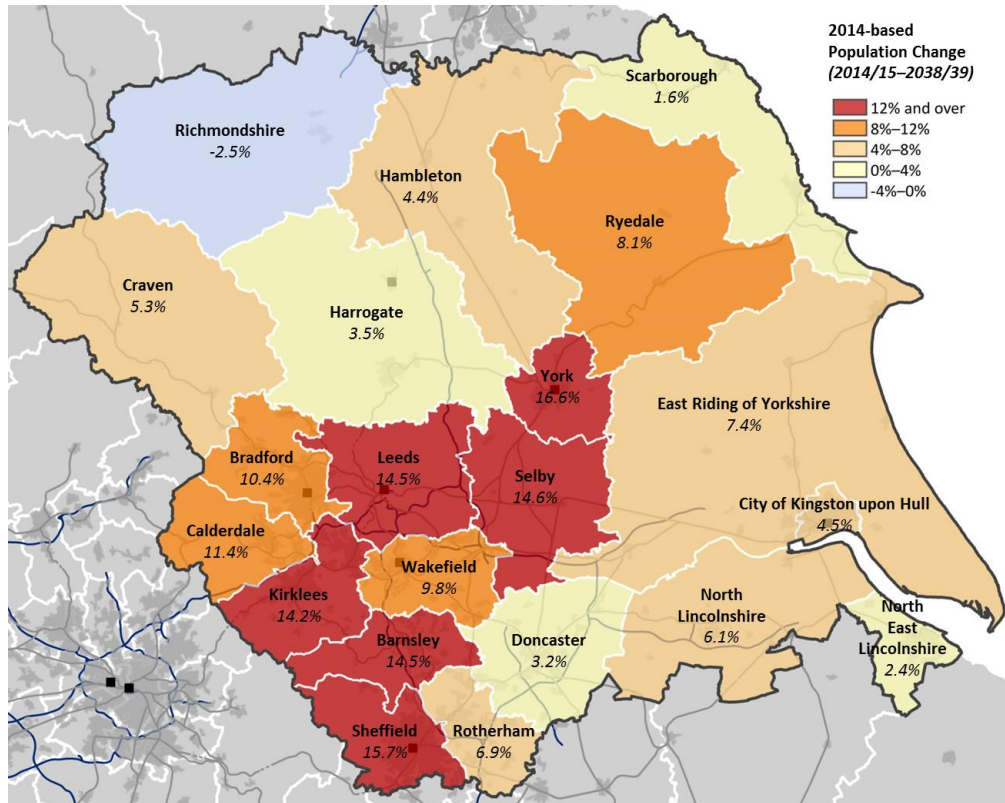 2014-based
Population Change
(2014/15–2038/39)
12% and over
8%–12%
4%–8%
0%–4%
-4%–0%
Scarborough
1.6%
Richmondshire
-2.5%
Hambleton
4.4%
Ryedale
8.1%
Craven
5.3%
Harrogate
3.5%
York
16.6%
East Riding of Yorkshire
7.4%
Bradford
10.4%
Leeds
14.5%
Selby
14.6%
City of Kingston upon Hull
4.5%
Calderdale
11.4%
Wakefield
9.8%
Kirklees
14.2%
North
Lincolnshire
6.1%
North
East
Lincolnshire
2.4%
Barnsley
14.5%
Doncaster
3.2%
Sheffield
15.7%
Rotherham
6.9%